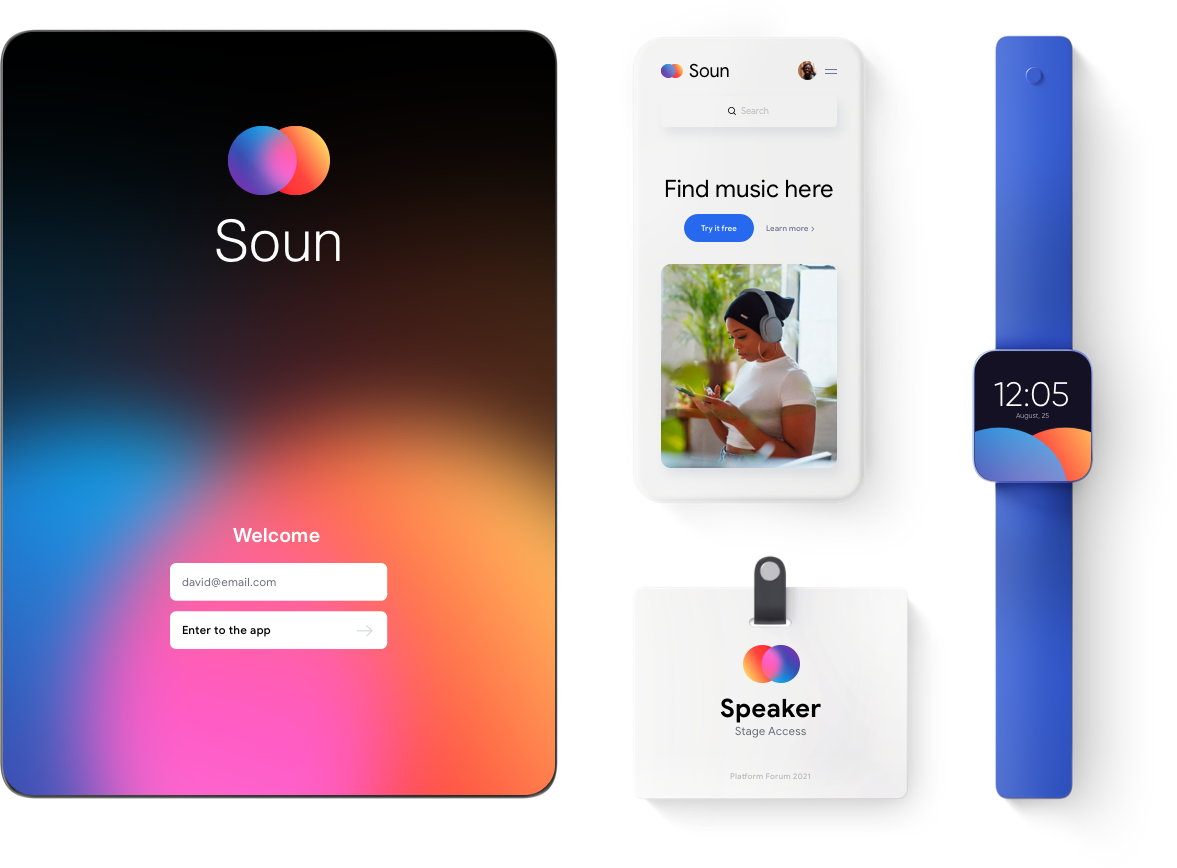 Soun
Welcome
david@email.com
Enter to the app
Soun
Search
Find music here
Try it free
Learn more ›
12:05
August, 25
Speaker
Stage Access
Platform Forum 2021